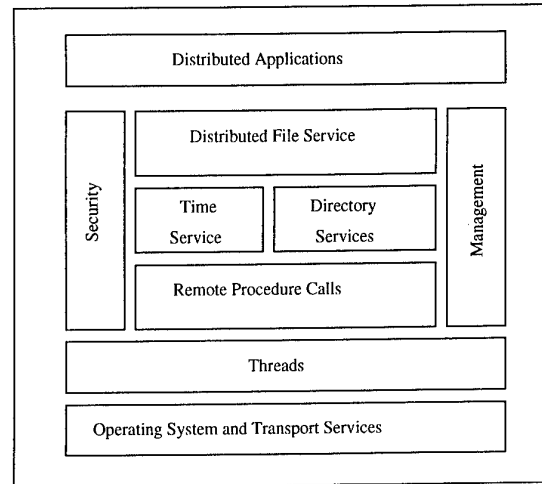 Distributed Applications
Security
Distributed File Service
Management
Time
Service
Directory
Services
Remote Procedure Calls
Threads
Operating System and Transport Services